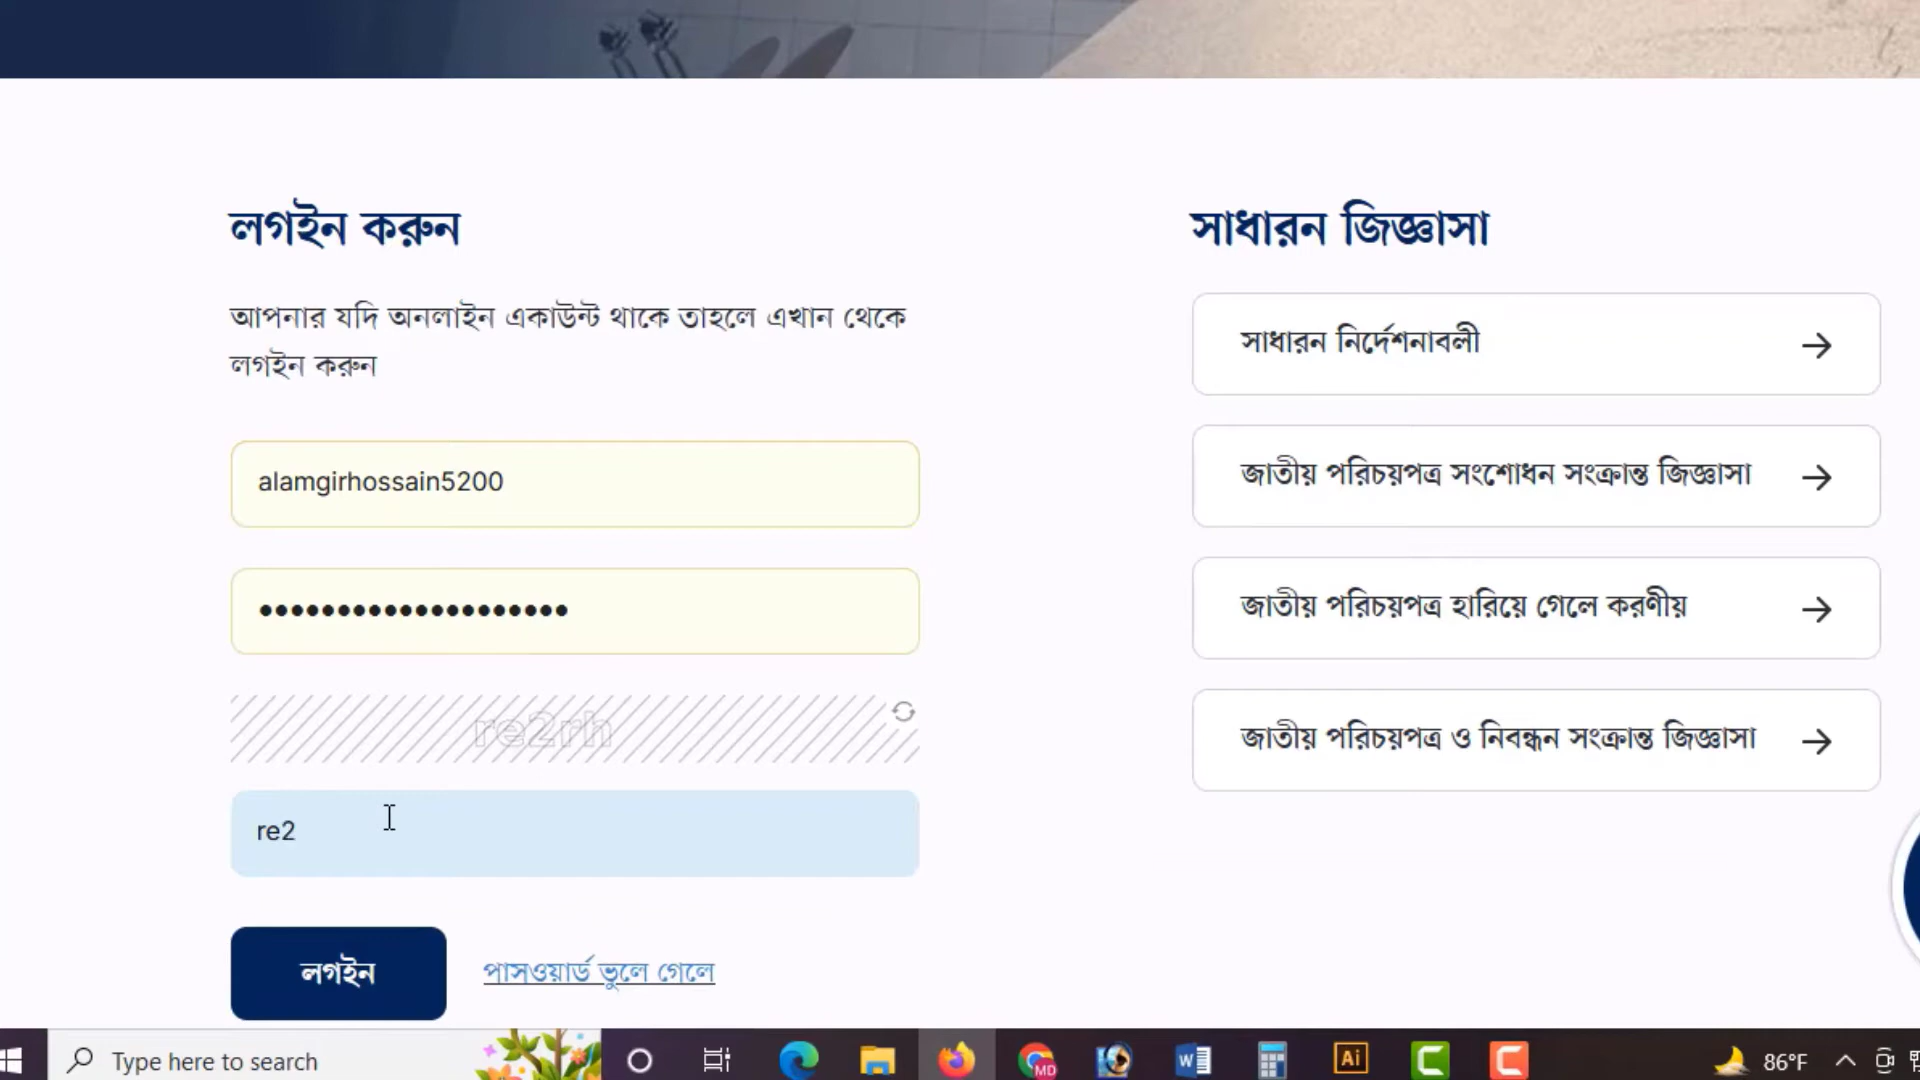 লগইন করুন
আপনার যদি অনলাইন একাউন্ট থাকে তাহলে এখান থেকে
লগইন করুন
alamgirhossain5200
••••••••••••••••••••
re2rh
re2
লগইন
পাসওয়ার্ড ভুলে গেলে
সাধারন জিজ্ঞাসা
সাধারন নির্দেশনাবলী
জাতীয় পরিচয়পত্র সংশোধন সংক্রান্ত জিজ্ঞাসা
জাতীয় পরিচয়পত্র হারিয়ে গেলে করণীয়
জাতীয় পরিচয়পত্র ও নিবন্ধন সংক্রান্ত জিজ্ঞাসা
Type here to search
MD
W
Ai
86°F